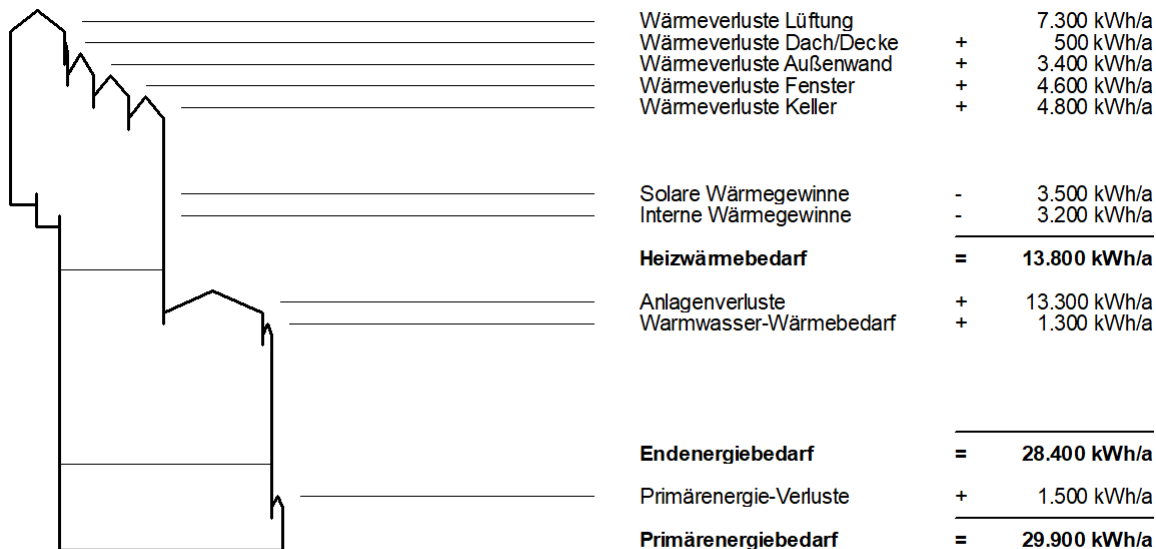 Wärmeverluste Lüftung 7.300 kWh/a
Wärmeverluste Dach/Decke + 500 kWh/a
Wärmeverluste Außenwand + 3.400 kWh/a
Wärmeverluste Fenster + 4.600 kWh/a
Wärmeverluste Keller + 4.800 kWh/a
Solare Wärmegewinne - 3.500 kWh/a
Interne Wärmegewinne - 3.200 kWh/a
Heizwärmebedarf = 13.800 kWh/a
Anlagenverluste + 13.300 kWh/a
Warmwasser-Wärmebedarf + 1.300 kWh/a
Endenergiebedarf = 28.400 kWh/a
Primärenergie-Verluste + 1.500 kWh/a
Primärenergiebedarf = 29.900 kWh/a